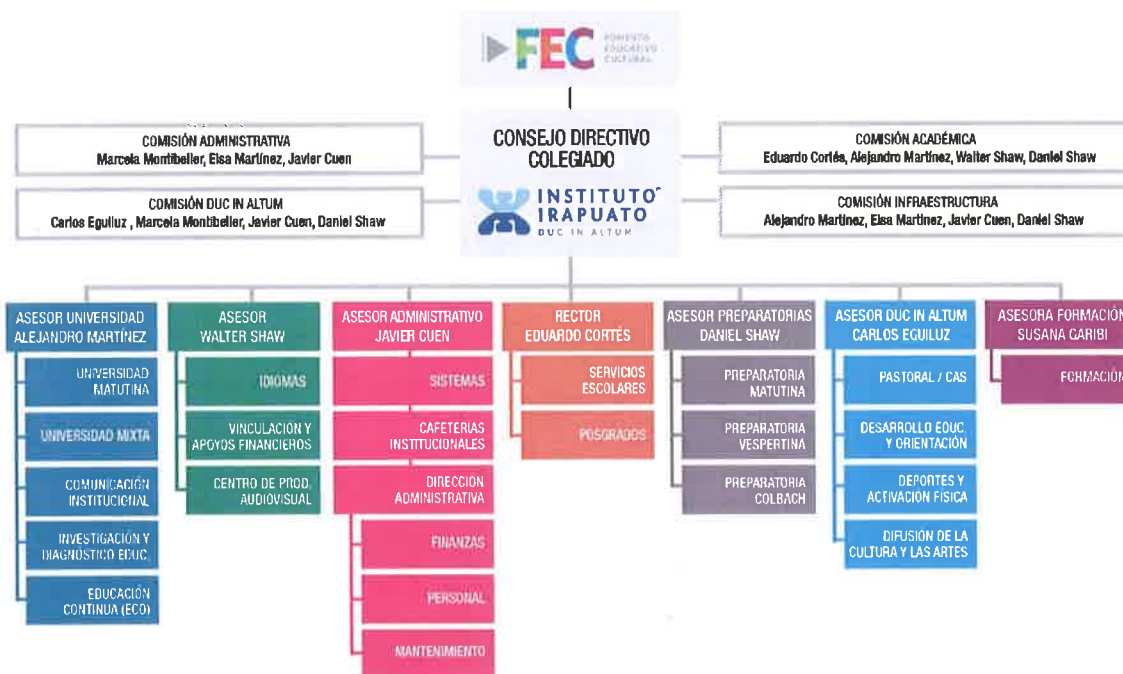 FEC
FOMENTO
EDUCATIVO
CULTURAL
CONSEJO DIRECTIVO
COLEGIADO
INSTITUTO
IRAPUATO
DUC IN ALTUM
COMISIÓN ADMINISTRATIVA
Marcela Montibeller, Elsa Martínez, Javier Cuen
COMISIÓN DUC IN ALTUM
Carlos Eguiluz , Marcela Montibeller, Javier Cuen, Daniel Shaw
COMISIÓN ACADÉMICA
Eduardo Cortés, Alejandro Martínez, Walter Shaw, Daniel Shaw
COMISIÓN INFRAESTRUCTURA
Alejandro Martínez, Elsa Martínez, Javier Cuen, Daniel Shaw
ASESOR UNIVERSIDAD
ALEJANDRO MARTÍNEZ
UNIVERSIDAD
MATUTINA
UNIVERSIDAD MIXTA
COMUNICACIÓN
INSTITUCIONAL
INVESTIGACIÓN Y
DIAGNÓSTICO EDUC.
EDUCACIÓN
CONTINUA (ECO)
ASESOR
WALTER SHAW
IDIOMAS
VINCULACIÓN Y
APOYOS FINANCIEROS
CENTRO DE PROD.
AUDIOVISUAL
ASESOR ADMINISTRATIVO
JAVIER CUEN
SISTEMAS
CAFETERÍAS
INSTITUCIONALES
DIRECCIÓN
ADMINISTRATIVA
FINANZAS
PERSONAL
MANTENIMIENTO
RECTOR
EDUARDO CORTÉS
SERVICIOS
ESCOLARES
POSGRADOS
ASESOR PREPARATORIAS
DANIEL SHAW
PREPARATORIA
MATUTINA
PREPARATORIA
VESPERTINA
PREPARATORIA
COLBACH
ASESOR DUC IN ALTUM
CARLOS EGUILUZ
PASTORAL / CAS
DESARROLLO EDUC.
Y ORIENTACIÓN
DEPORTES Y
ACTIVACIÓN FÍSICA
DIFUSIÓN DE LA
CULTURA Y LAS ARTES
ASESORA FORMACIÓN
SUSANA GARIBI
FORMACIÓN